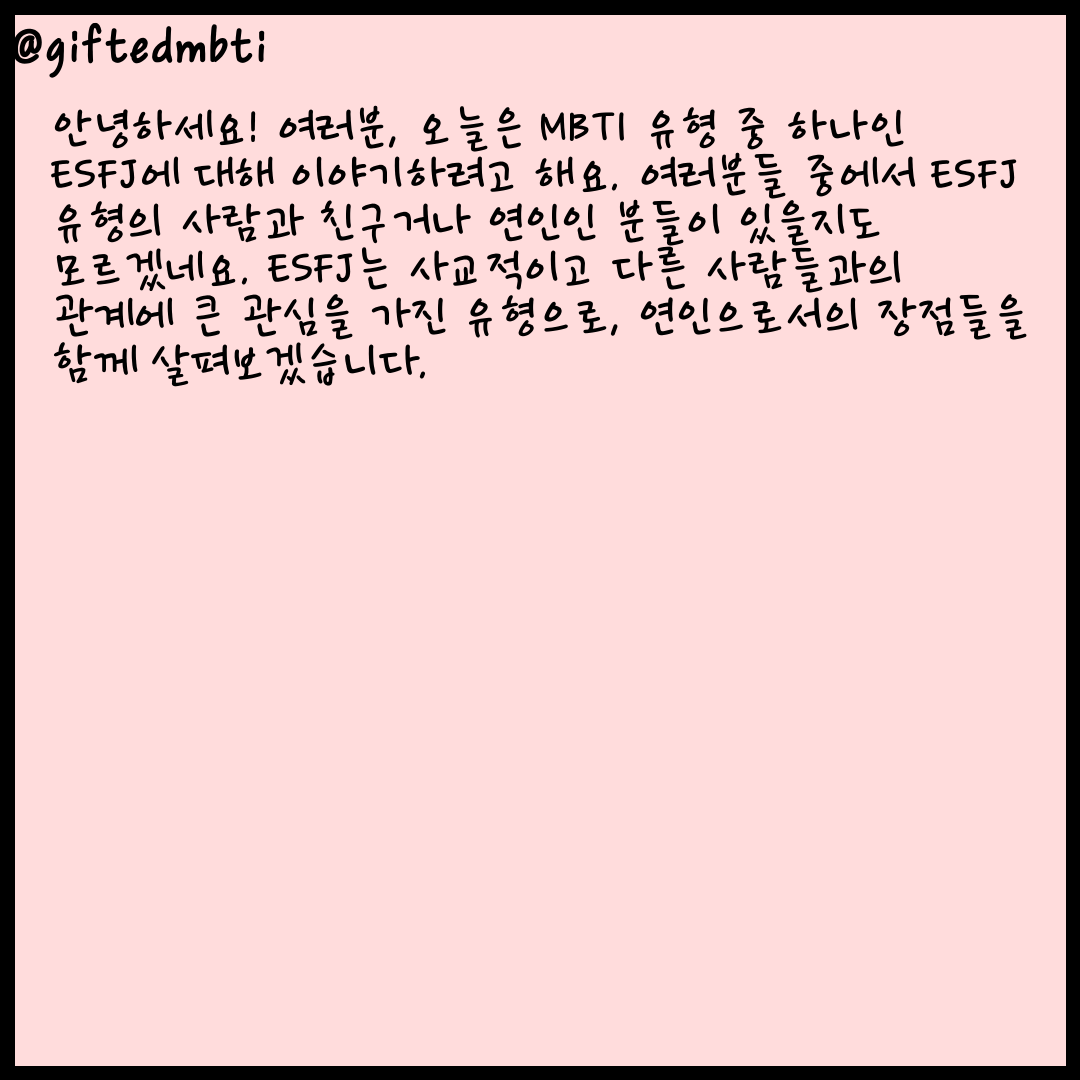 @giftedmbti
안녕하세요! 여러분, 오늘은 MBTI 유형 중 하나인
ESFJ에 대해 이야기하려고 해요. 여러분들 중에서 ESFJ
유형의 사람과 친구거나 연인인 분들이 있을지도
모르겠네요. ESFJ는 사교적이고 다른 사람들과의
관계에 큰 관심을 가진 유형으로, 연인으로서의 장점들을
함께 살펴보겠습니다.